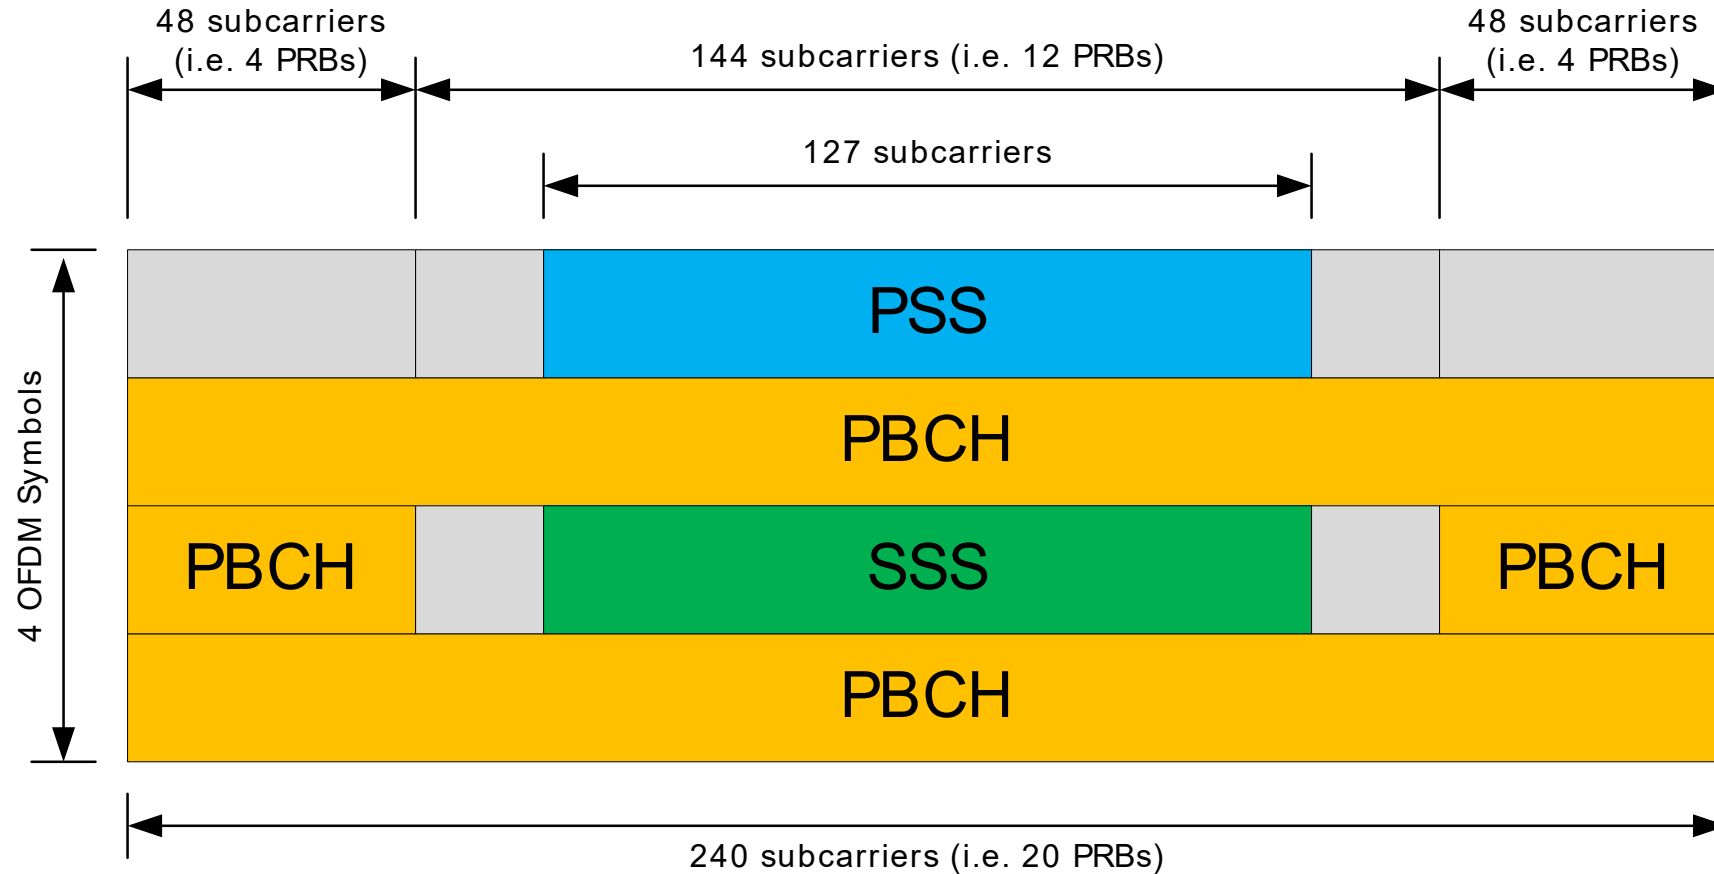 48 subcarriers
(i.e. 4 PRBs)
144 subcarriers (i.e. 12 PRBs)
48 subcarriers
(i.e. 4 PRBs)
127 subcarriers
4 OFDM Symbols
PSS
PBCH
PBCH
SSS
PBCH
PBCH
240 subcarriers (i.e. 20 PRBs)